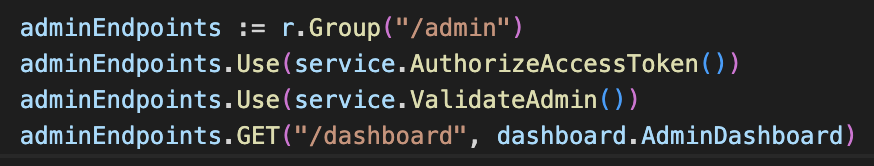 adminEndpoints := r.Group("/admin")
adminEndpoints.Use(service.AuthorizeAccessToken())
adminEndpoints.Use(service.ValidateAdmin())
adminEndpoints.GET("/dashboard", dashboard.AdminDashboard)